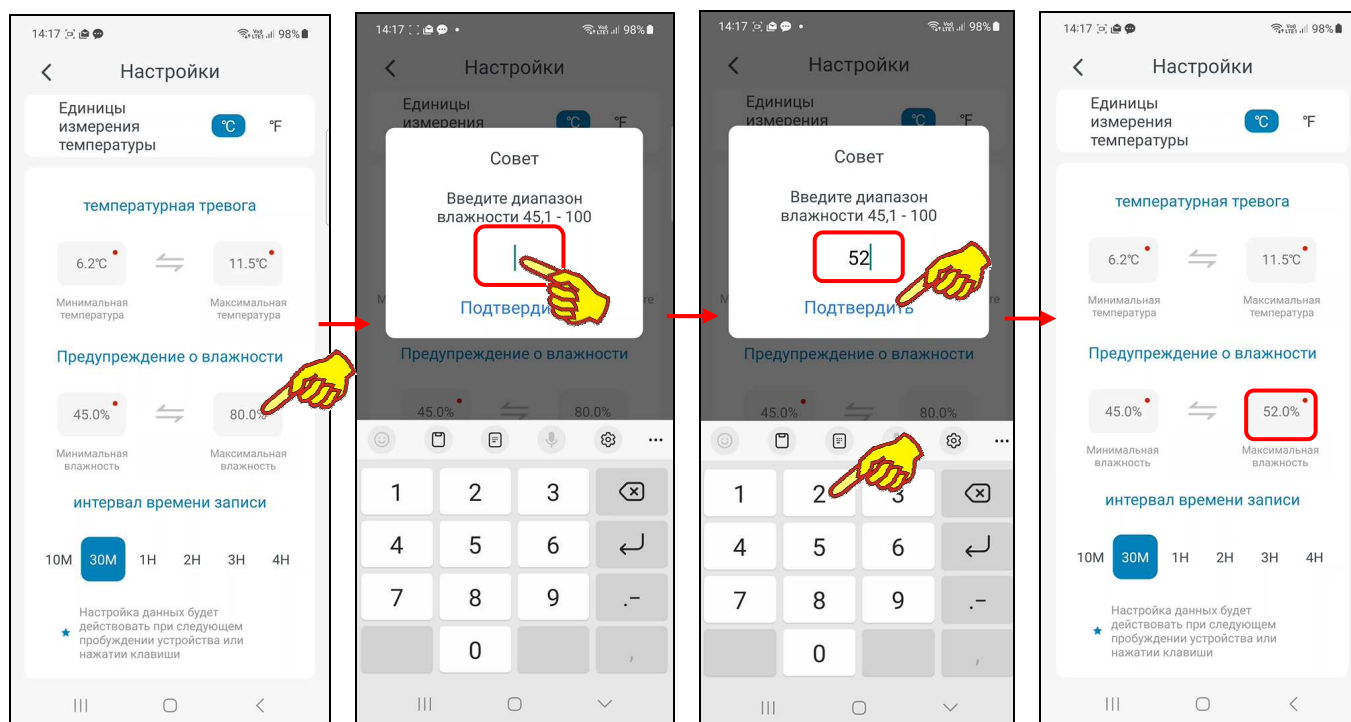 14:17 98%
Настройки
Единицы
измерения
температуры
℃ ℉
температурная тревога
6.2℃ 11.5℃
Минимальная Максимальная
температура температура
Предупреждение о влажности
45.0% 80.0%
Минимальная Максимальная
влажность влажность
интервал времени записи
10M 30M 1H 2H 3H 4H
Настройка данных будет
действовать при следующем
пробуждении устройства или
нажатии клавиши
14:17 98%
Настройки
Единицы
измерения
℃ ℉
Совет
Введите диапазон
влажности 45,1 - 100
Предупреждение о влажности
45.0% 80.0%
1 2 3
4 5 6
7 8 9 .-
0 ,
14:17 98%
Настройки
Единицы
измерения
℃ ℉
Совет
Введите диапазон
влажности 45,1 - 100
52
Подтвердить
Предупреждение о влажности
45.0% 80.0%
1 2 3
4 5 6
7 8 9 .-
0 ,
14:17 98%
Настройки
Единицы
измерения
температуры
℃ ℉
температурная тревога
6.2℃ 11.5℃
Минимальная Максимальная
температура температура
Предупреждение о влажности
45.0% 52.0%
Минимальная Максимальная
влажность влажность
интервал времени записи
10M 30M 1H 2H 3H 4H
Настройка данных будет
действовать при следующем
пробуждении устройства или
нажатии клавиши